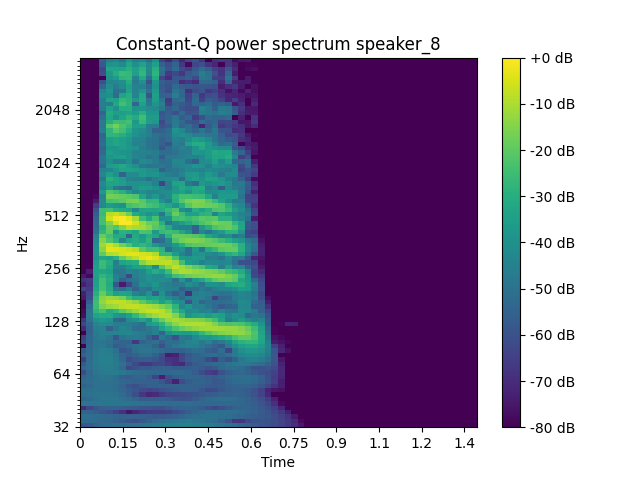 Constant-Q power spectrum speaker_8
Hz
2048
1024
512
256
128
64
32
0 0.15 0.3 0.45 0.6 0.75 0.9 1.1 1.2 1.4
Time
+0 dB
-10 dB
-20 dB
-30 dB
-40 dB
-50 dB
-60 dB
-70 dB
-80 dB